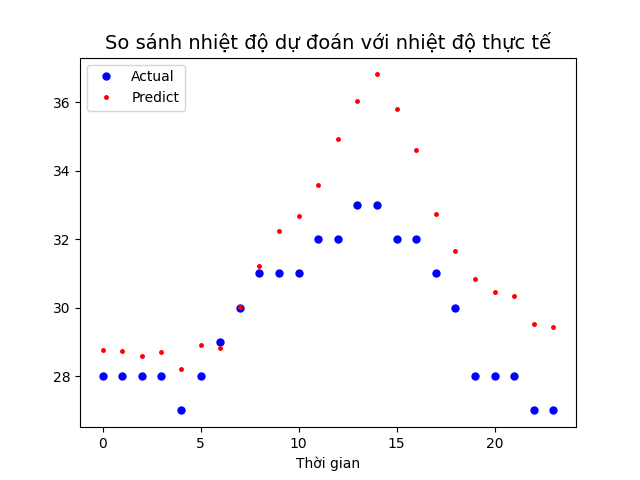 So sánh nhiệt độ dự đoán với nhiệt độ thực tế
Actual
Predict
36
34
32
30
28
0
5
10
15
20
Thời gian